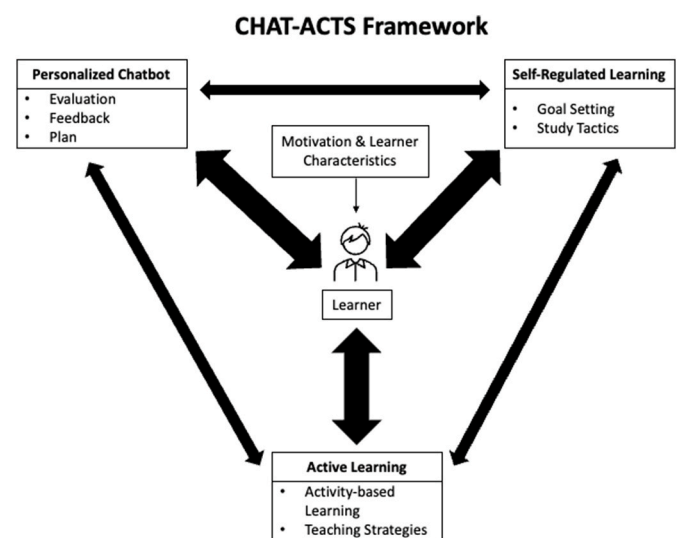 CHAT-ACTS Framework
Personalized Chatbot
• Evaluation
• Feedback
• Plan
Self-Regulated Learning
• Goal Setting
• Study Tactics
Motivation & Learner
Characteristics
Learner
Active Learning
• Activity-based
Learning
• Teaching Strategies